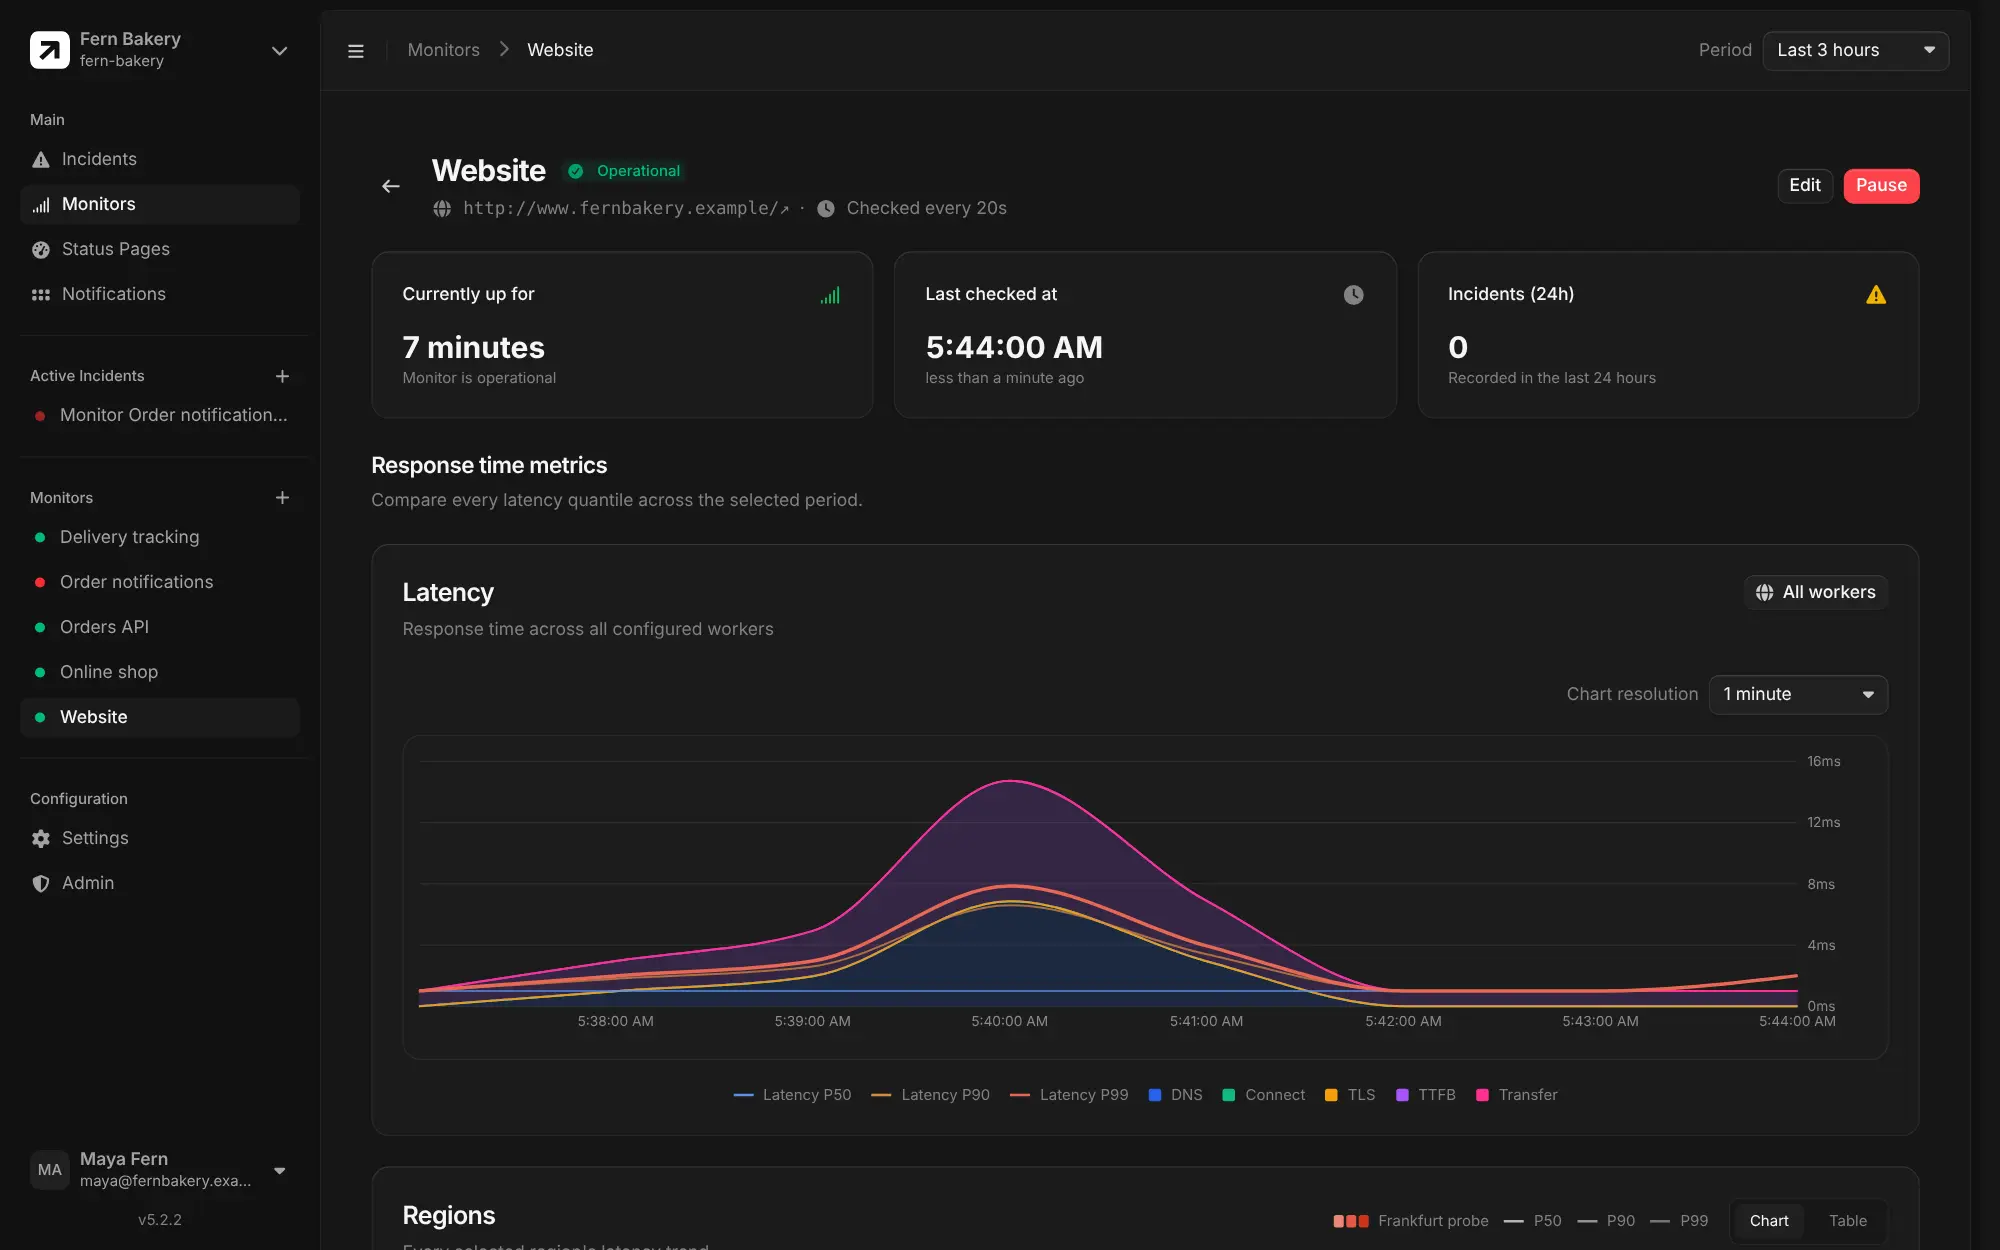 Fern Bakery
fern-bakery
Main
Incidents
Monitors
Status Pages
Notifications
Active Incidents
Monitor Order notification...
Monitors
Delivery tracking
Order notifications
Orders API
Online shop
Website
Configuration
Settings
Admin
MA
Maya Fern
maya@fernbakery.exa...
v5.2.2
Monitors
Website
Period
Last 3 hours
Website
Operational
http://www.fernbakery.example/↗ · Checked every 20s
Edit
Pause
Currently up for
7 minutes
Monitor is operational
Last checked at
5:44:00 AM
less than a minute ago
Incidents (24h)
0
Recorded in the last 24 hours
Response time metrics
Compare every latency quantile across the selected period.
Latency
Response time across all configured workers
All workers
Chart resolution
1 minute
16ms
12ms
8ms
4ms
0ms
5:38:00 AM
5:39:00 AM
5:40:00 AM
5:41:00 AM
5:42:00 AM
5:43:00 AM
5:44:00 AM
Latency P50
Latency P90
Latency P99
DNS
Connect
TLS
TTFB
Transfer
Regions
Frankfurt probe
P50
P90
P99
Chart
Table
Every selected region's latency trend